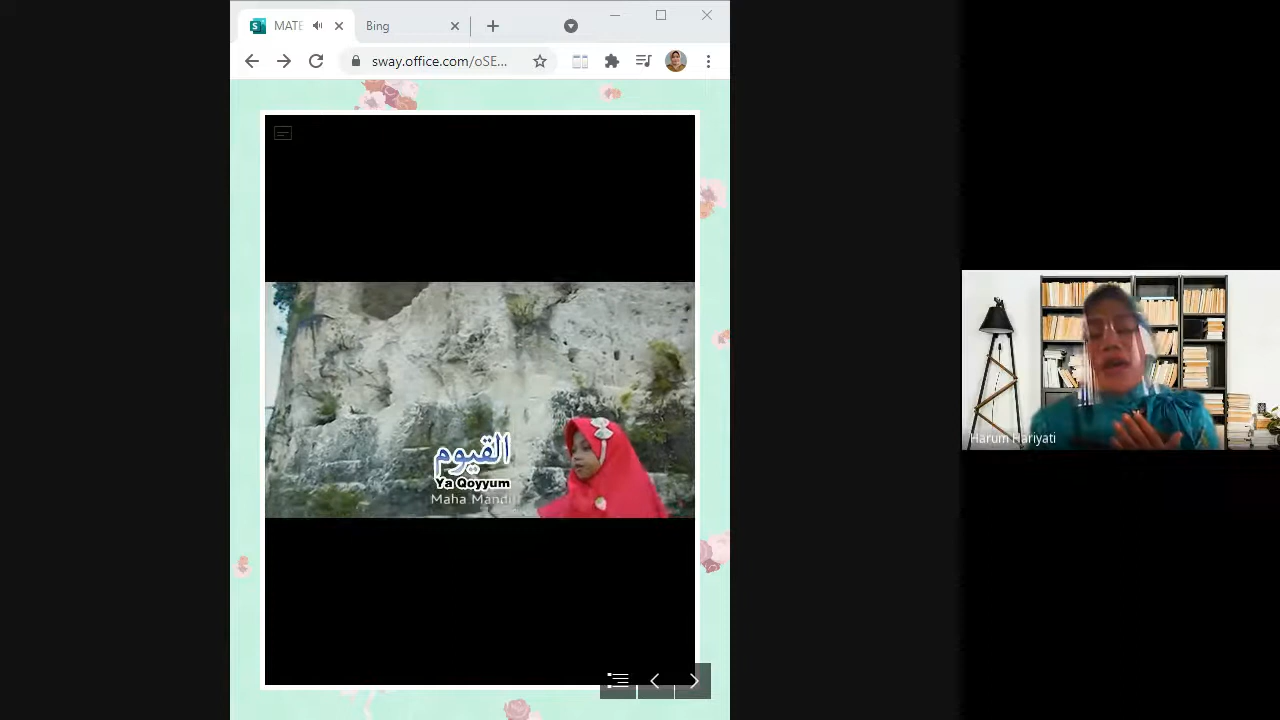 MATE
Bing
sway.office.com/oSE...
القيوم
Ya Qoyyum
Maha Mandiri
Harum Hariyati